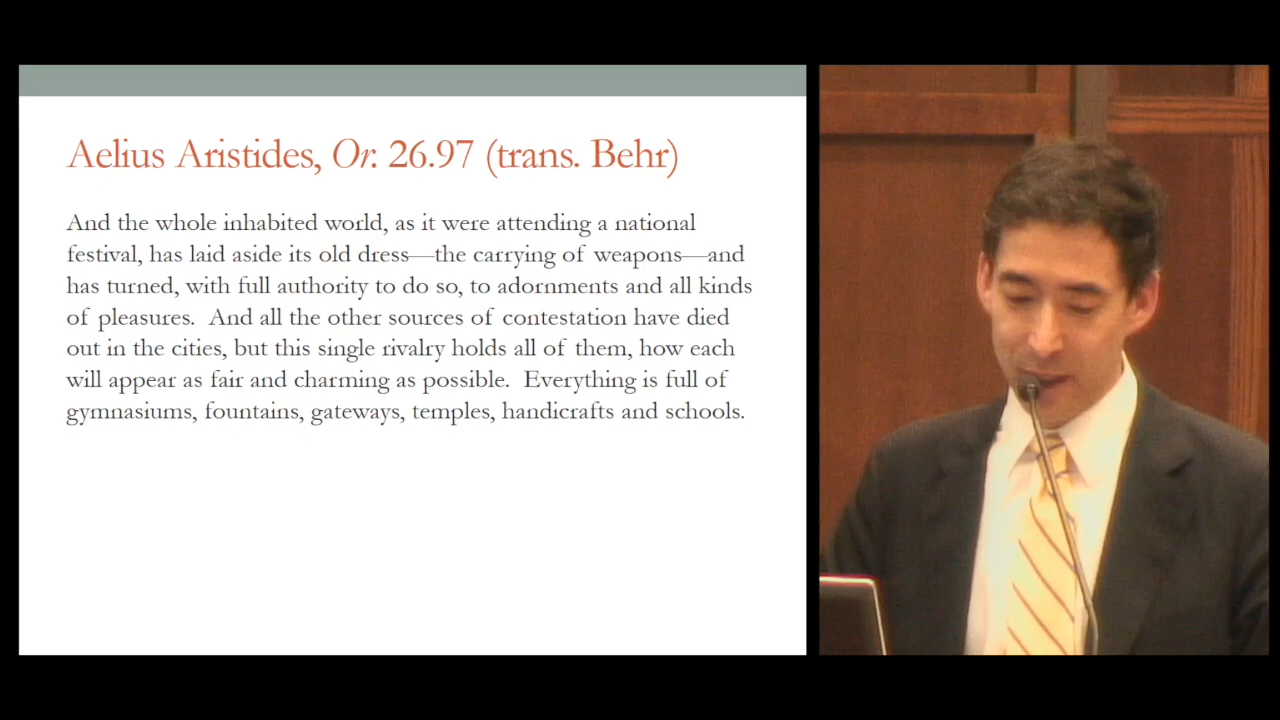 Aelius Aristides, Or. 26.97 (trans. Behr)
And the whole inhabited world, as it were attending a national
festival, has laid aside its old dress—the carrying of weapons—and
has turned, with full authority to do so, to adornments and all kinds
of pleasures.  And all the other sources of contestation have died
out in the cities, but this single rivalry holds all of them, how each
will appear as fair and charming as possible.  Everything is full of
gymnasiums, fountains, gateways, temples, handicrafts and schools.